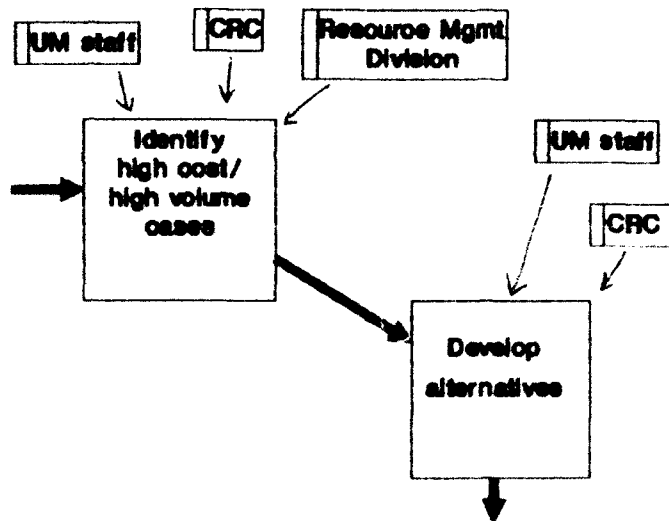 UM staff
CRC
Resource Mgmt
Division
Identify
high cost/
high volume
cases
UM staff
CRC
Develop
alternatives